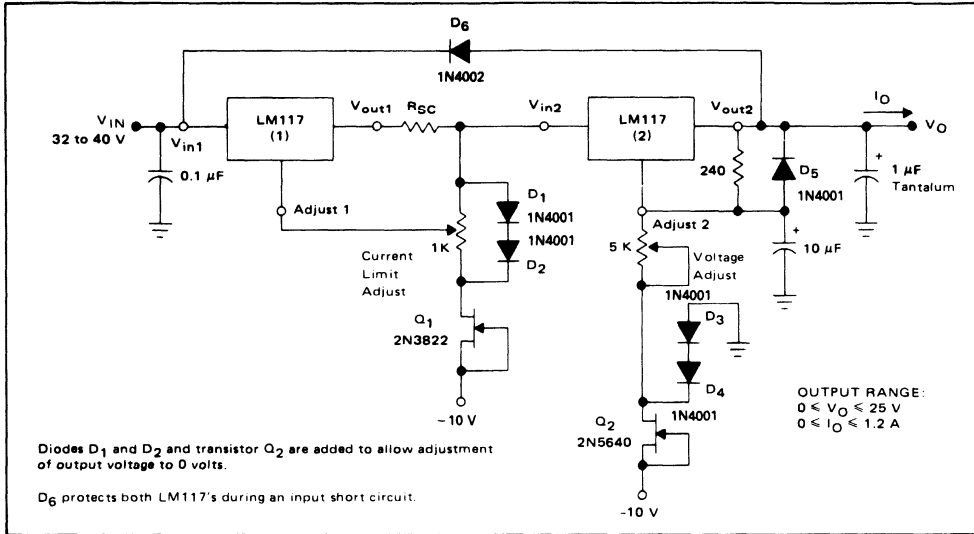 D6
1N4002
VIN
32 to 40 V
Vin1
LM117
(1)
Vout1
RSC
Vin2
LM117
(2)
Vout2
IO
VO
0.1 µF
Adjust 1
1K
Current
Limit
Adjust
D1
1N4001
1N4001
D2
Q1
2N3822
-10 V
240
D5
1N4001
+
1 µF
Tantalum
Adjust 2
5 K
Voltage
Adjust
+
10 µF
1N4001
D3
D4
1N4001
Q2
2N5640
-10 V
OUTPUT RANGE:
0 ⩽ VO ⩽ 25 V
0 ⩽ IO ⩽ 1.2 A
Diodes D1 and D2 and transistor Q2 are added to allow adjustment
of output voltage to 0 volts.
D6 protects both LM117's during an input short circuit.